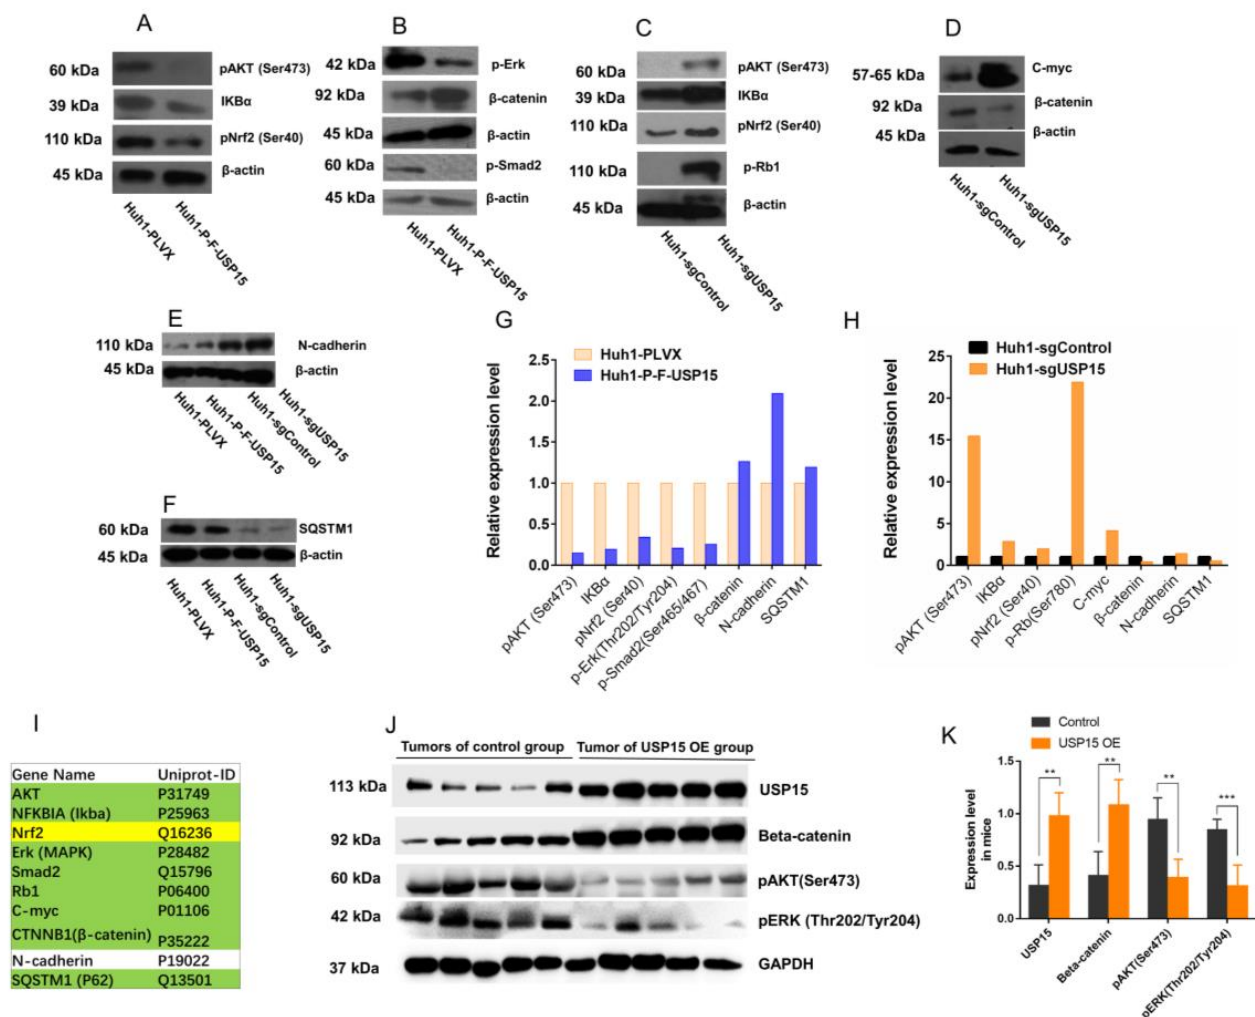 A
60 kDa pAKT (Ser473)
39 kDa IKBα
110 kDa pNrf2 (Ser40)
45 kDa β-actin
Huh1-PLVX
Huh1-P-F-USP15
B
42 kDa p-Erk
92 kDa β-catenin
45 kDa β-actin
60 kDa p-Smad2
45 kDa β-actin
Huh1-PLVX
Huh1-P-F-USP15
C
60 kDa pAKT (Ser473)
39 kDa IKBα
110 kDa pNrf2 (Ser40)
110 kDa p-Rb1
45 kDa β-actin
Huh1-sgControl
Huh1-sgUSP15
D
57-65 kDa C-myc
92 kDa β-catenin
45 kDa β-actin
Huh1-sgControl
Huh1-sgUSP15
E
110 kDa N-cadherin
45 kDa β-actin
Huh1-PLVX
Huh1-P-F-USP15
Huh1-sgControl
Huh1-sgUSP15
F
60 kDa SQSTM1
45 kDa β-actin
Huh1-PLVX
Huh1-P-F-USP15
Huh1-sgControl
Huh1-sgUSP15
G
Huh1-PLVX
Huh1-P-F-USP15
Relative expression level
2.5
2.0
1.5
1.0
0.5
0.0
pAKT (Ser473)
IKBα
pNrf2 (Ser40)
p-Erk(Thr202/Tyr204)
p-Smad2(Ser465/467)
β-catenin
N-cadherin
SQSTM1
H
Huh1-sgControl
Huh1-sgUSP15
Relative expression level
25
20
15
10
5
0
pAKT (Ser473)
IKBα
pNrf2 (Ser40)
p-Rb(Ser780)
C-myc
β-catenin
N-cadherin
SQSTM1
I
Gene Name Uniprot-ID
AKT P31749
NFKBIA (Ikba) P25963
Nrf2 Q16236
Erk (MAPK) P28482
Smad2 Q15796
Rb1 P06400
C-myc P01106
CTNNB1(β-catenin) P35222
N-cadherin P19022
SQSTM1 (P62) Q13501
J
Tumors of control group Tumor of USP15 OE group
113 kDa USP15
92 kDa Beta-catenin
60 kDa pAKT(Ser473)
42 kDa pERK (Thr202/Tyr204)
37 kDa GAPDH
K
Control
USP15 OE
Expression level
in mice
1.5
1.0
0.5
0.0
**
**
**
***
USP15
Beta-catenin
pAKT(Ser473)
pERK(Thr202/Tyr204)